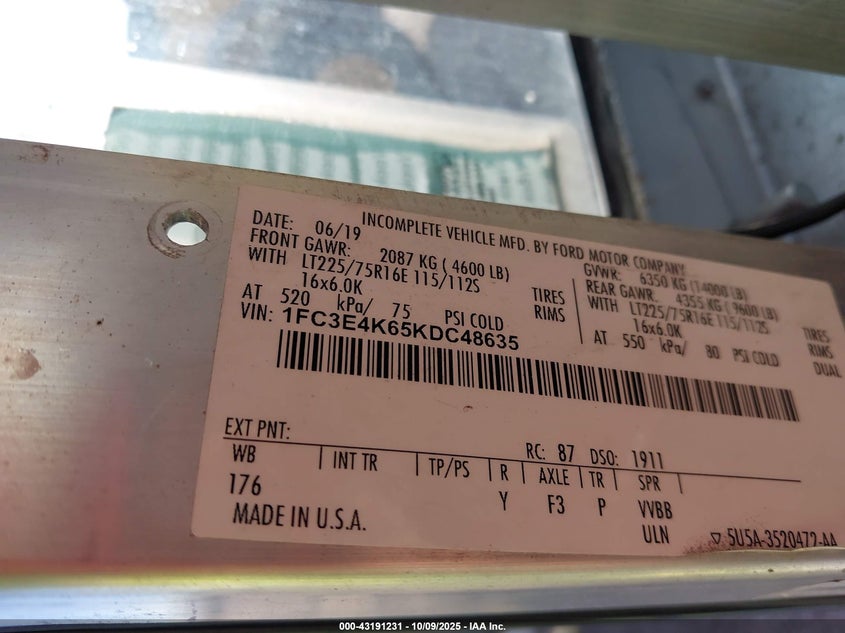 INCOMPLETE VEHICLE MFD. BY FORD MOTOR COMPANY
DATE: 06/19 GVWR: 6350 KG (14000 LB)
FRONT GAWR: 2087 KG ( 4600 LB) REAR GAWR: 4355 KG ( 9600 LB)
WITH LT225/75R16E 115/112S TIRES WITH LT225/75R16E 115/112S TIRES
16x6.0K RIMS 16x6.0K RIMS
AT 520 kPa/ 75 PSI COLD AT 550 kPa/ 80 PSI COLD DUAL
VIN: 1FC3E4K65KDC48635
EXT PNT: RC: 87 DSO: 1911
WB INT TR TP/PS R AXLE TR SPR
176 Y F3 P VVBB
MADE IN U.S.A. ULN ▽ 5U5A-3520472-AA
000-43191231 - 10/09/2025 - IAA Inc.